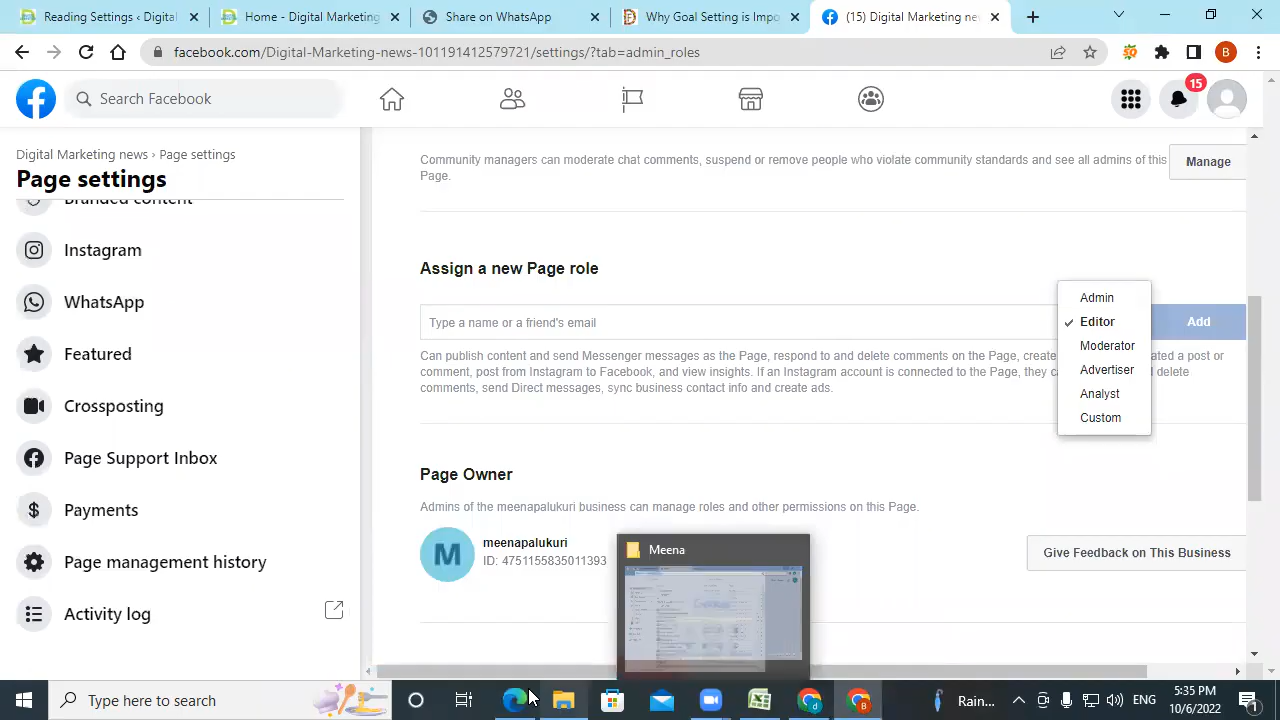 Reading Settings ‹ Digital
Home - Digital Marketing
Share on WhatsApp
Why Goal Setting is Impo
(15) Digital Marketing ne
facebook.com/Digital-Marketing-news-101191412579721/settings/?tab=admin_roles
B
Search Facebook
15
Digital Marketing news › Page settings
Page settings
Branded content
Instagram
WhatsApp
Featured
Crossposting
Page Support Inbox
Payments
Page management history
Activity log
Community managers can moderate chat comments, suspend or remove people who violate community standards and see all admins of this
Page.
Manage
Assign a new Page role
Type a name or a friend's email
Add
Can publish content and send Messenger messages as the Page, respond to and delete comments on the Page, create
ated a post or
comment, post from Instagram to Facebook, and view insights. If an Instagram account is connected to the Page, they ca
d delete
comments, send Direct messages, sync business contact info and create ads.
Admin
Editor
Moderator
Advertiser
Analyst
Custom
Page Owner
Admins of the meenapalukuri business can manage roles and other permissions on this Page.
M
meenapalukuri
ID: 4751155835011393
Give Feedback on This Business
Meena
Type here to search
Rain...
ENG
5:35 PM
10/6/2022
1